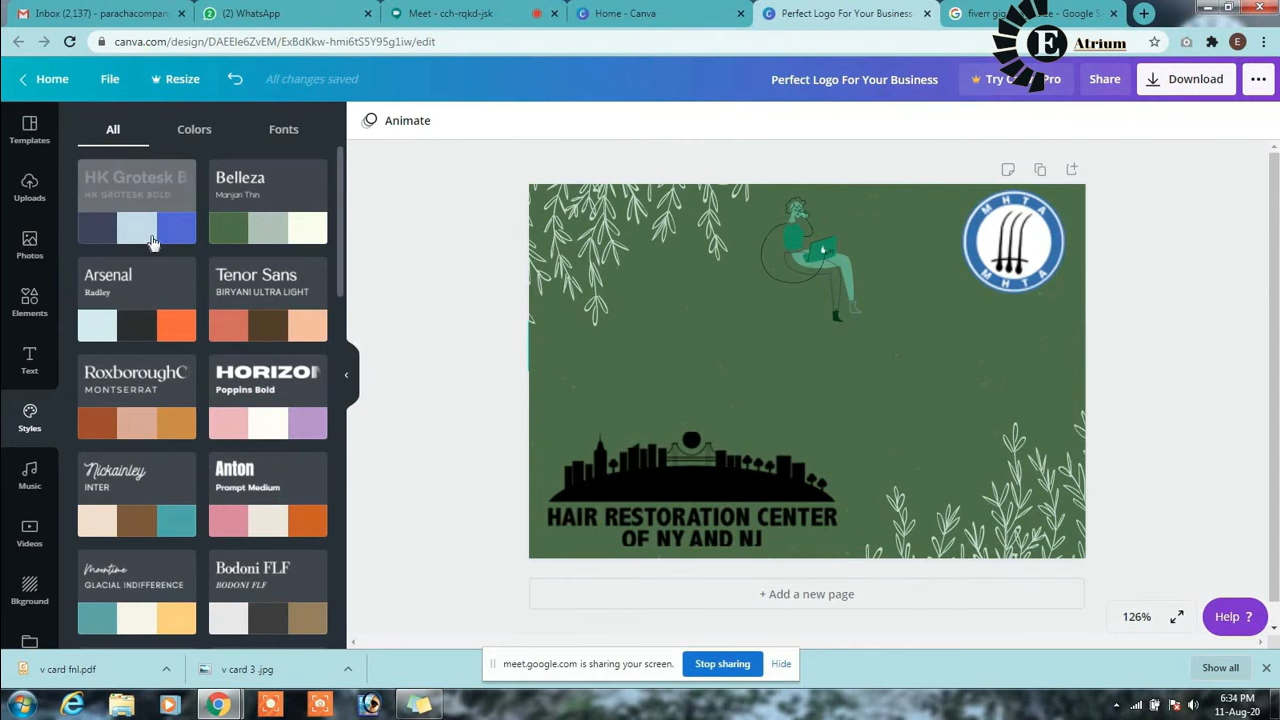 Inbox (2,137) - parachacompan
(2) WhatsApp
Meet - cch-rqkd-jsk
Home - Canva
Perfect Logo For Your Business
canva.com/design/DAEEIe6ZvEM/ExBdKkw-hmi6tS5Y95g1iw/edit
E
Atrium
E
Home
File
Resize
All changes saved
Perfect Logo For Your Business
Share
Download
Templates
Uploads
Photos
Elements
Text
Styles
Music
Videos
Bkground
All
Colors
Fonts
HK Grotesk B
HK GROTESK BOLD
Belleza
Manjari Thin
Arsenal
Radley
Tenor Sans
BIRYANI ULTRA LIGHT
RoxboroughC
MONTSERRAT
HORIZON
Poppins Bold
Nickainley
INTER
Anton
Prompt Medium
Montine
GLACIAL INDIFFERENCE
Bodoni FLF
BODONI FLF
Animate
MHTA
MHTA
HAIR RESTORATION CENTER
OF NY AND NJ
+ Add a new page
126%
Help ?
meet.google.com is sharing your screen.
Stop sharing
Hide
v card fnl.pdf
v card 3 .jpg
Show all
6:34 PM
11-Aug-20